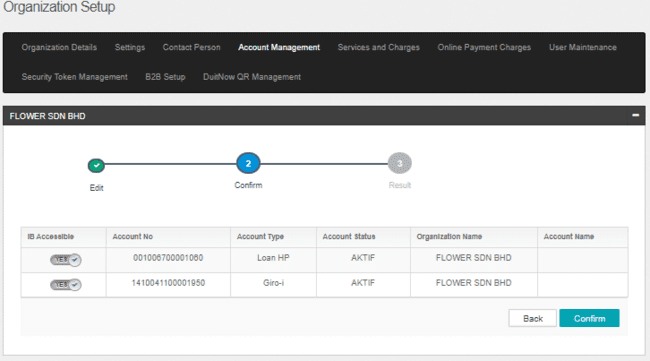 Organization Setup
Organization Details Settings Contact Person Account Management Services and Charges Online Payment Charges User Maintenance
Security Token Management B2B Setup DuitNow QR Management
FLOWER SDN BHD
2 3
Edit Confirm Result
IB Accessible Account No Account Type Account Status Organization Name Account Name
YES 001006700001060 Loan HP AKTIF FLOWER SDN BHD
YES 1410041100001950 Giro-i AKTIF FLOWER SDN BHD
Back Confirm